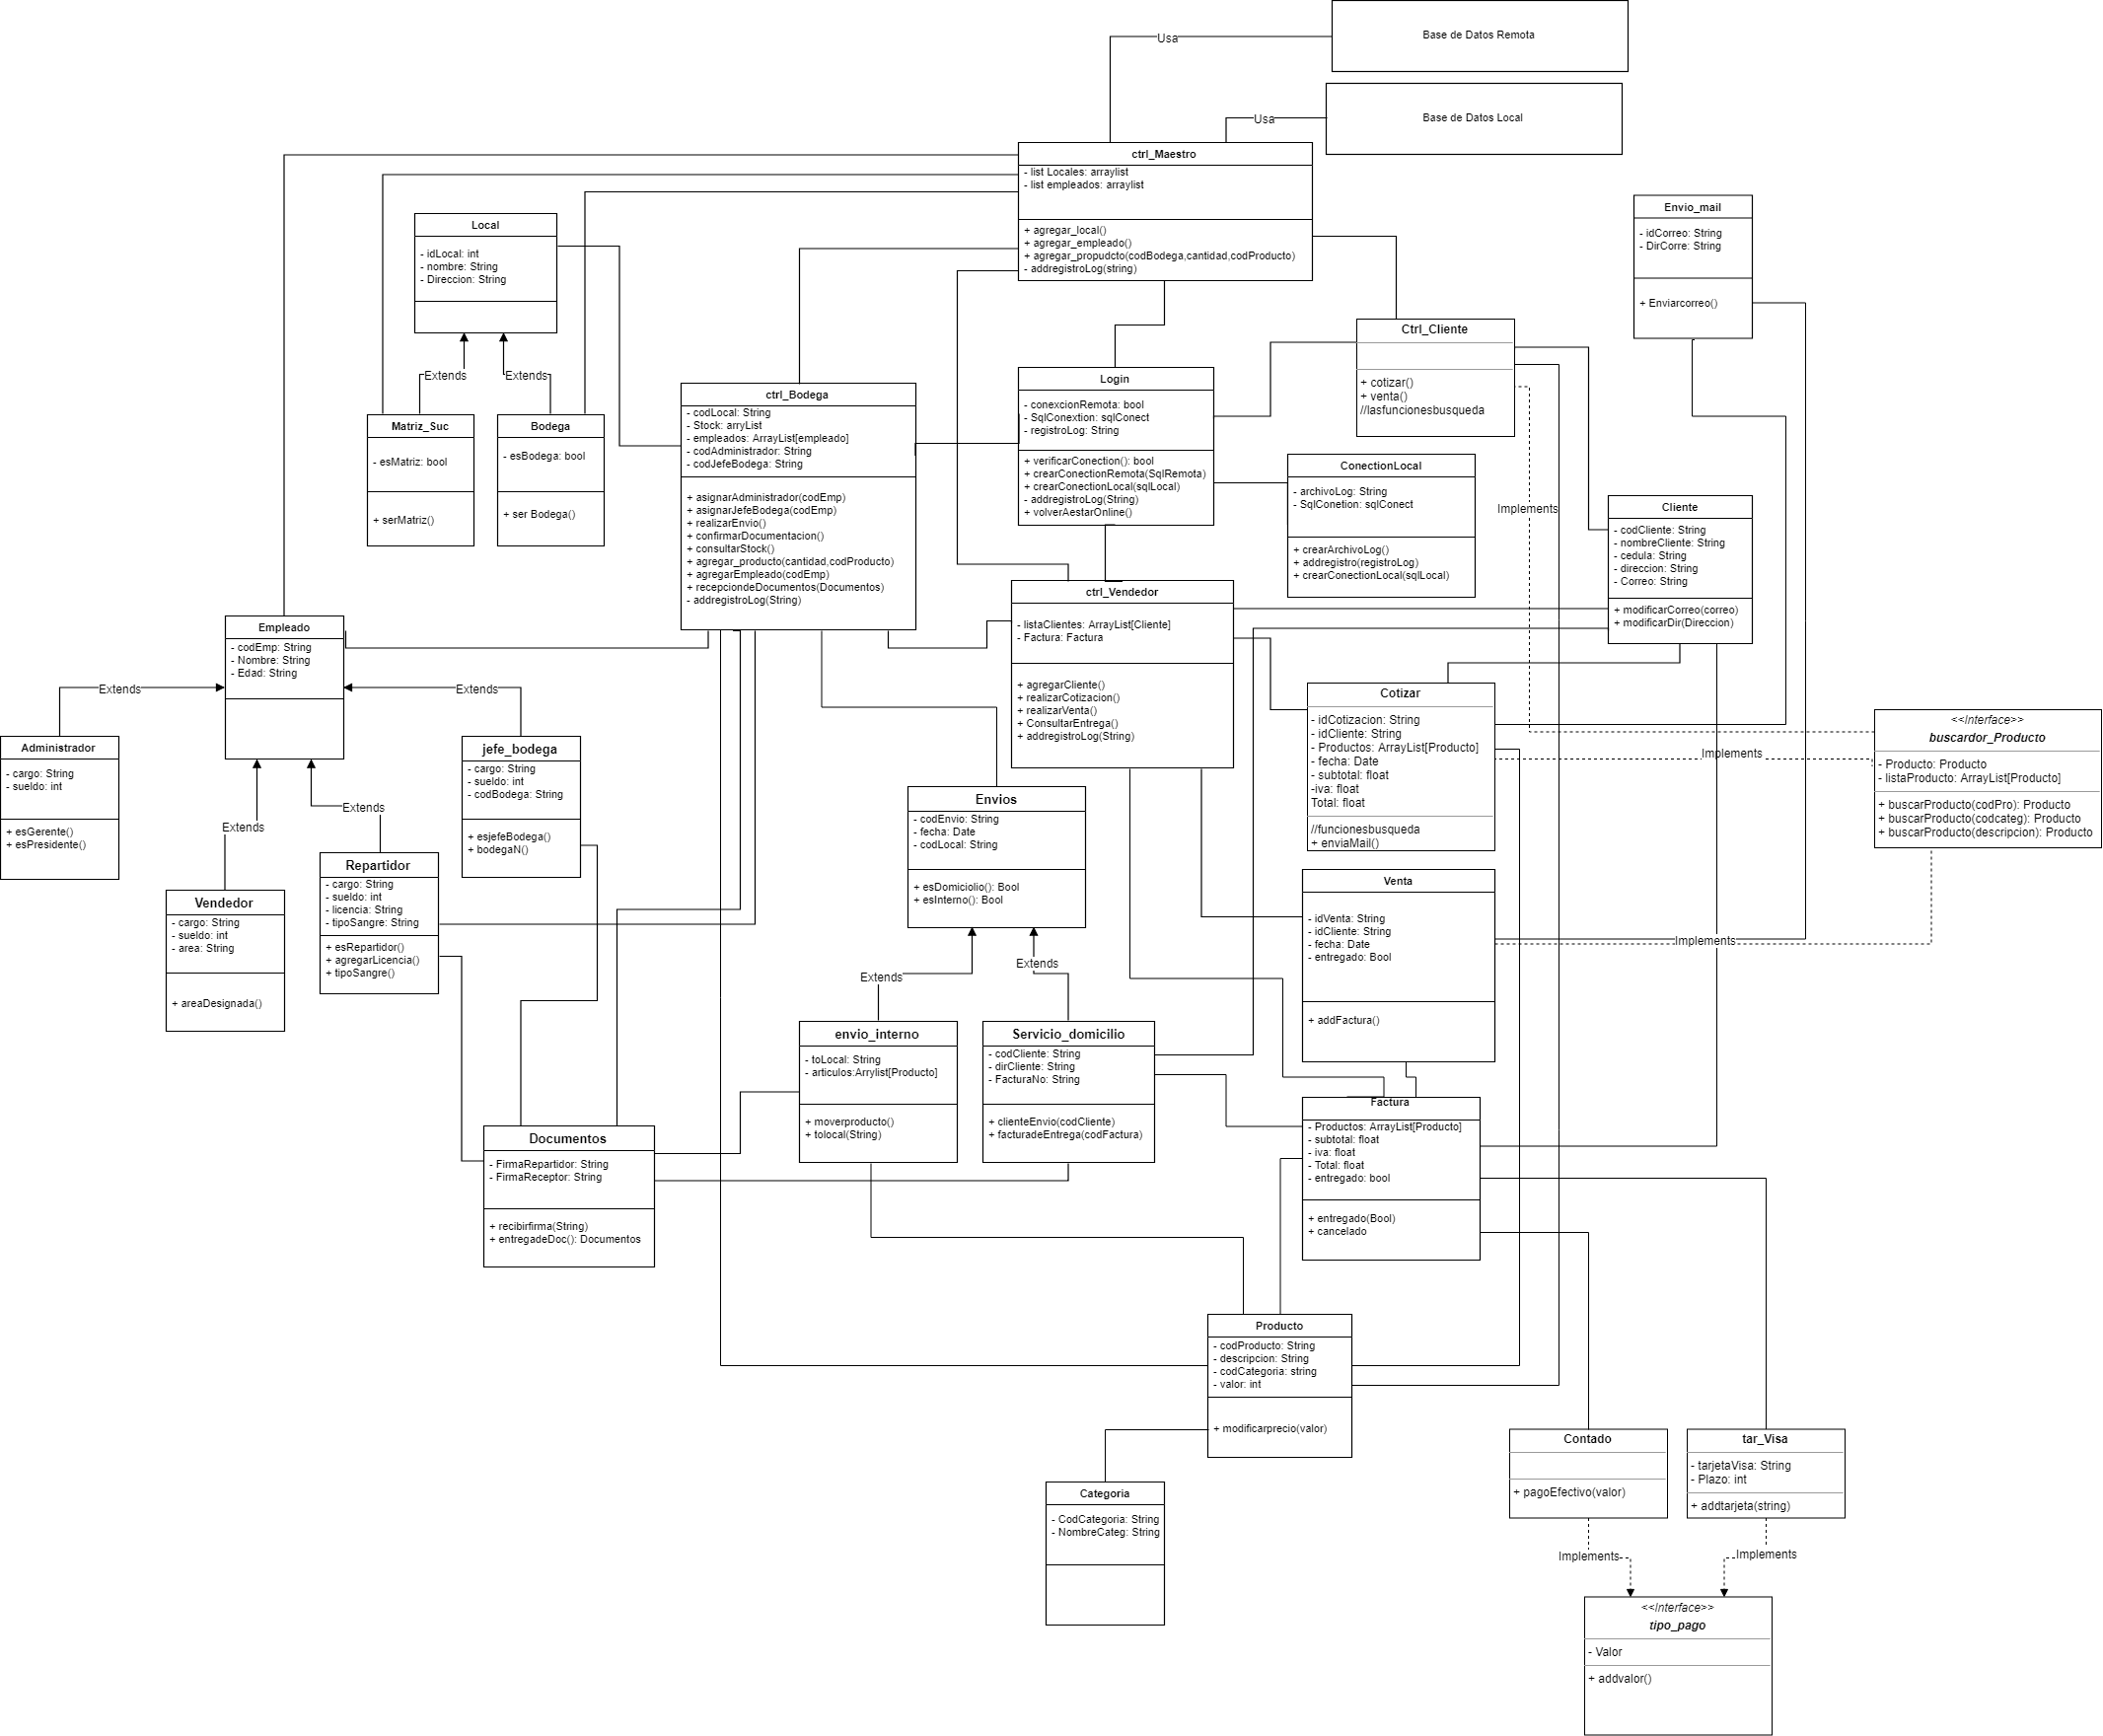 Base de Datos Remota
Usa
Base de Datos Local
Usa
ctrl_Maestro
- list Locales: arraylist
- list empleados: arraylist
+ agregar_local()
+ agregar_empleado()
+ agregar_propudcto(codBodega,cantidad,codProducto)
- addregistroLog(string)
Envio_mail
- idCorreo: String
- DirCorre: String
+ Enviarcorreo()
Local
- idLocal: int
- nombre: String
- Direccion: String
Extends
Extends
Matriz_Suc
- esMatriz: bool
+ serMatriz()
Bodega
- esBodega: bool
+ ser Bodega()
ctrl_Bodega
- codLocal: String
- Stock: arryList
- empleados: ArrayList[empleado]
- codAdministrador: String
- codJefeBodega: String
+ asignarAdministrador(codEmp)
+ asignarJefeBodega(codEmp)
+ realizarEnvio()
+ confirmarDocumentacion()
+ consultarStock()
+ agregar_producto(cantidad,codProducto)
+ agregarEmpleado(codEmp)
+ recepciondeDocumentos(Documentos)
- addregistroLog(String)
Login
- conexcionRemota: bool
- SqlConextion: sqlConect
- registroLog: String
+ verificarConection(): bool
+ crearConectionRemota(SqlRemota)
+ crearConectionLocal(sqlLocal)
- addregistroLog(String)
+ volverAestarOnline()
Ctrl_Cliente
+ cotizar()
+ venta()
//lasfuncionesbusqueda
ConectionLocal
- archivoLog: String
- SqlConetion: sqlConect
+ crearArchivoLog()
+ addregistro(registroLog)
+ crearConectionLocal(sqlLocal)
Implements
Cliente
- codCliente: String
- nombreCliente: String
- cedula: String
- direccion: String
- Correo: String
+ modificarCorreo(correo)
+ modificarDir(Direccion)
ctrl_Vendedor
- listaClientes: ArrayList[Cliente]
- Factura: Factura
+ agregarCliente()
+ realizarCotizacion()
+ realizarVenta()
+ ConsultarEntrega()
+ addregistroLog(String)
Empleado
- codEmp: String
- Nombre: String
- Edad: String
Extends
Extends
Extends
Extends
Administrador
- cargo: String
- sueldo: int
+ esGerente()
+ esPresidente()
jefe_bodega
- cargo: String
- sueldo: int
- codBodega: String
+ esjefeBodega()
+ bodegaN()
Vendedor
- cargo: String
- sueldo: int
- area: String
+ areaDesignada()
Repartidor
- cargo: String
- sueldo: int
- licencia: String
- tipoSangre: String
+ esRepartidor()
+ agregarLicencia()
+ tipoSangre()
Cotizar
- idCotizacion: String
- idCliente: String
- Productos: ArrayList[Producto]
- fecha: Date
- subtotal: float
-iva: float
Total: float
//funcionesbusqueda
+ enviaMail()
Implements
<<Interface>>
buscardor_Producto
- Producto: Producto
- listaProducto: ArrayList[Producto]
+ buscarProducto(codPro): Producto
+ buscarProducto(codcateg): Producto
+ buscarProducto(descripcion): Producto
Envios
- codEnvio: String
- fecha: Date
- codLocal: String
+ esDomiciolio(): Bool
+ esInterno(): Bool
Extends
Extends
Venta
- idVenta: String
- idCliente: String
- fecha: Date
- entregado: Bool
+ addFactura()
Implements
envio_interno
- toLocal: String
- articulos:Arrylist[Producto]
+ moverproducto()
+ tolocal(String)
Servicio_domicilio
- codCliente: String
- dirCliente: String
- FacturaNo: String
+ clienteEnvio(codCliente)
+ facturadeEntrega(codFactura)
Factura
- Productos: ArrayList[Producto]
- subtotal: float
- iva: float
- Total: float
- entregado: bool
+ entregado(Bool)
+ cancelado
Documentos
- FirmaRepartidor: String
- FirmaReceptor: String
+ recibirfirma(String)
+ entregadeDoc(): Documentos
Producto
- codProducto: String
- descripcion: String
- codCategoria: string
- valor: int
+ modificarprecio(valor)
Categoria
- CodCategoria: String
- NombreCateg: String
Contado
+ pagoEfectivo(valor)
tar_Visa
- tarjetaVisa: String
- Plazo: int
+ addtarjeta(string)
Implements
Implements
<<Interface>>
tipo_pago
- Valor
+ addvalor()